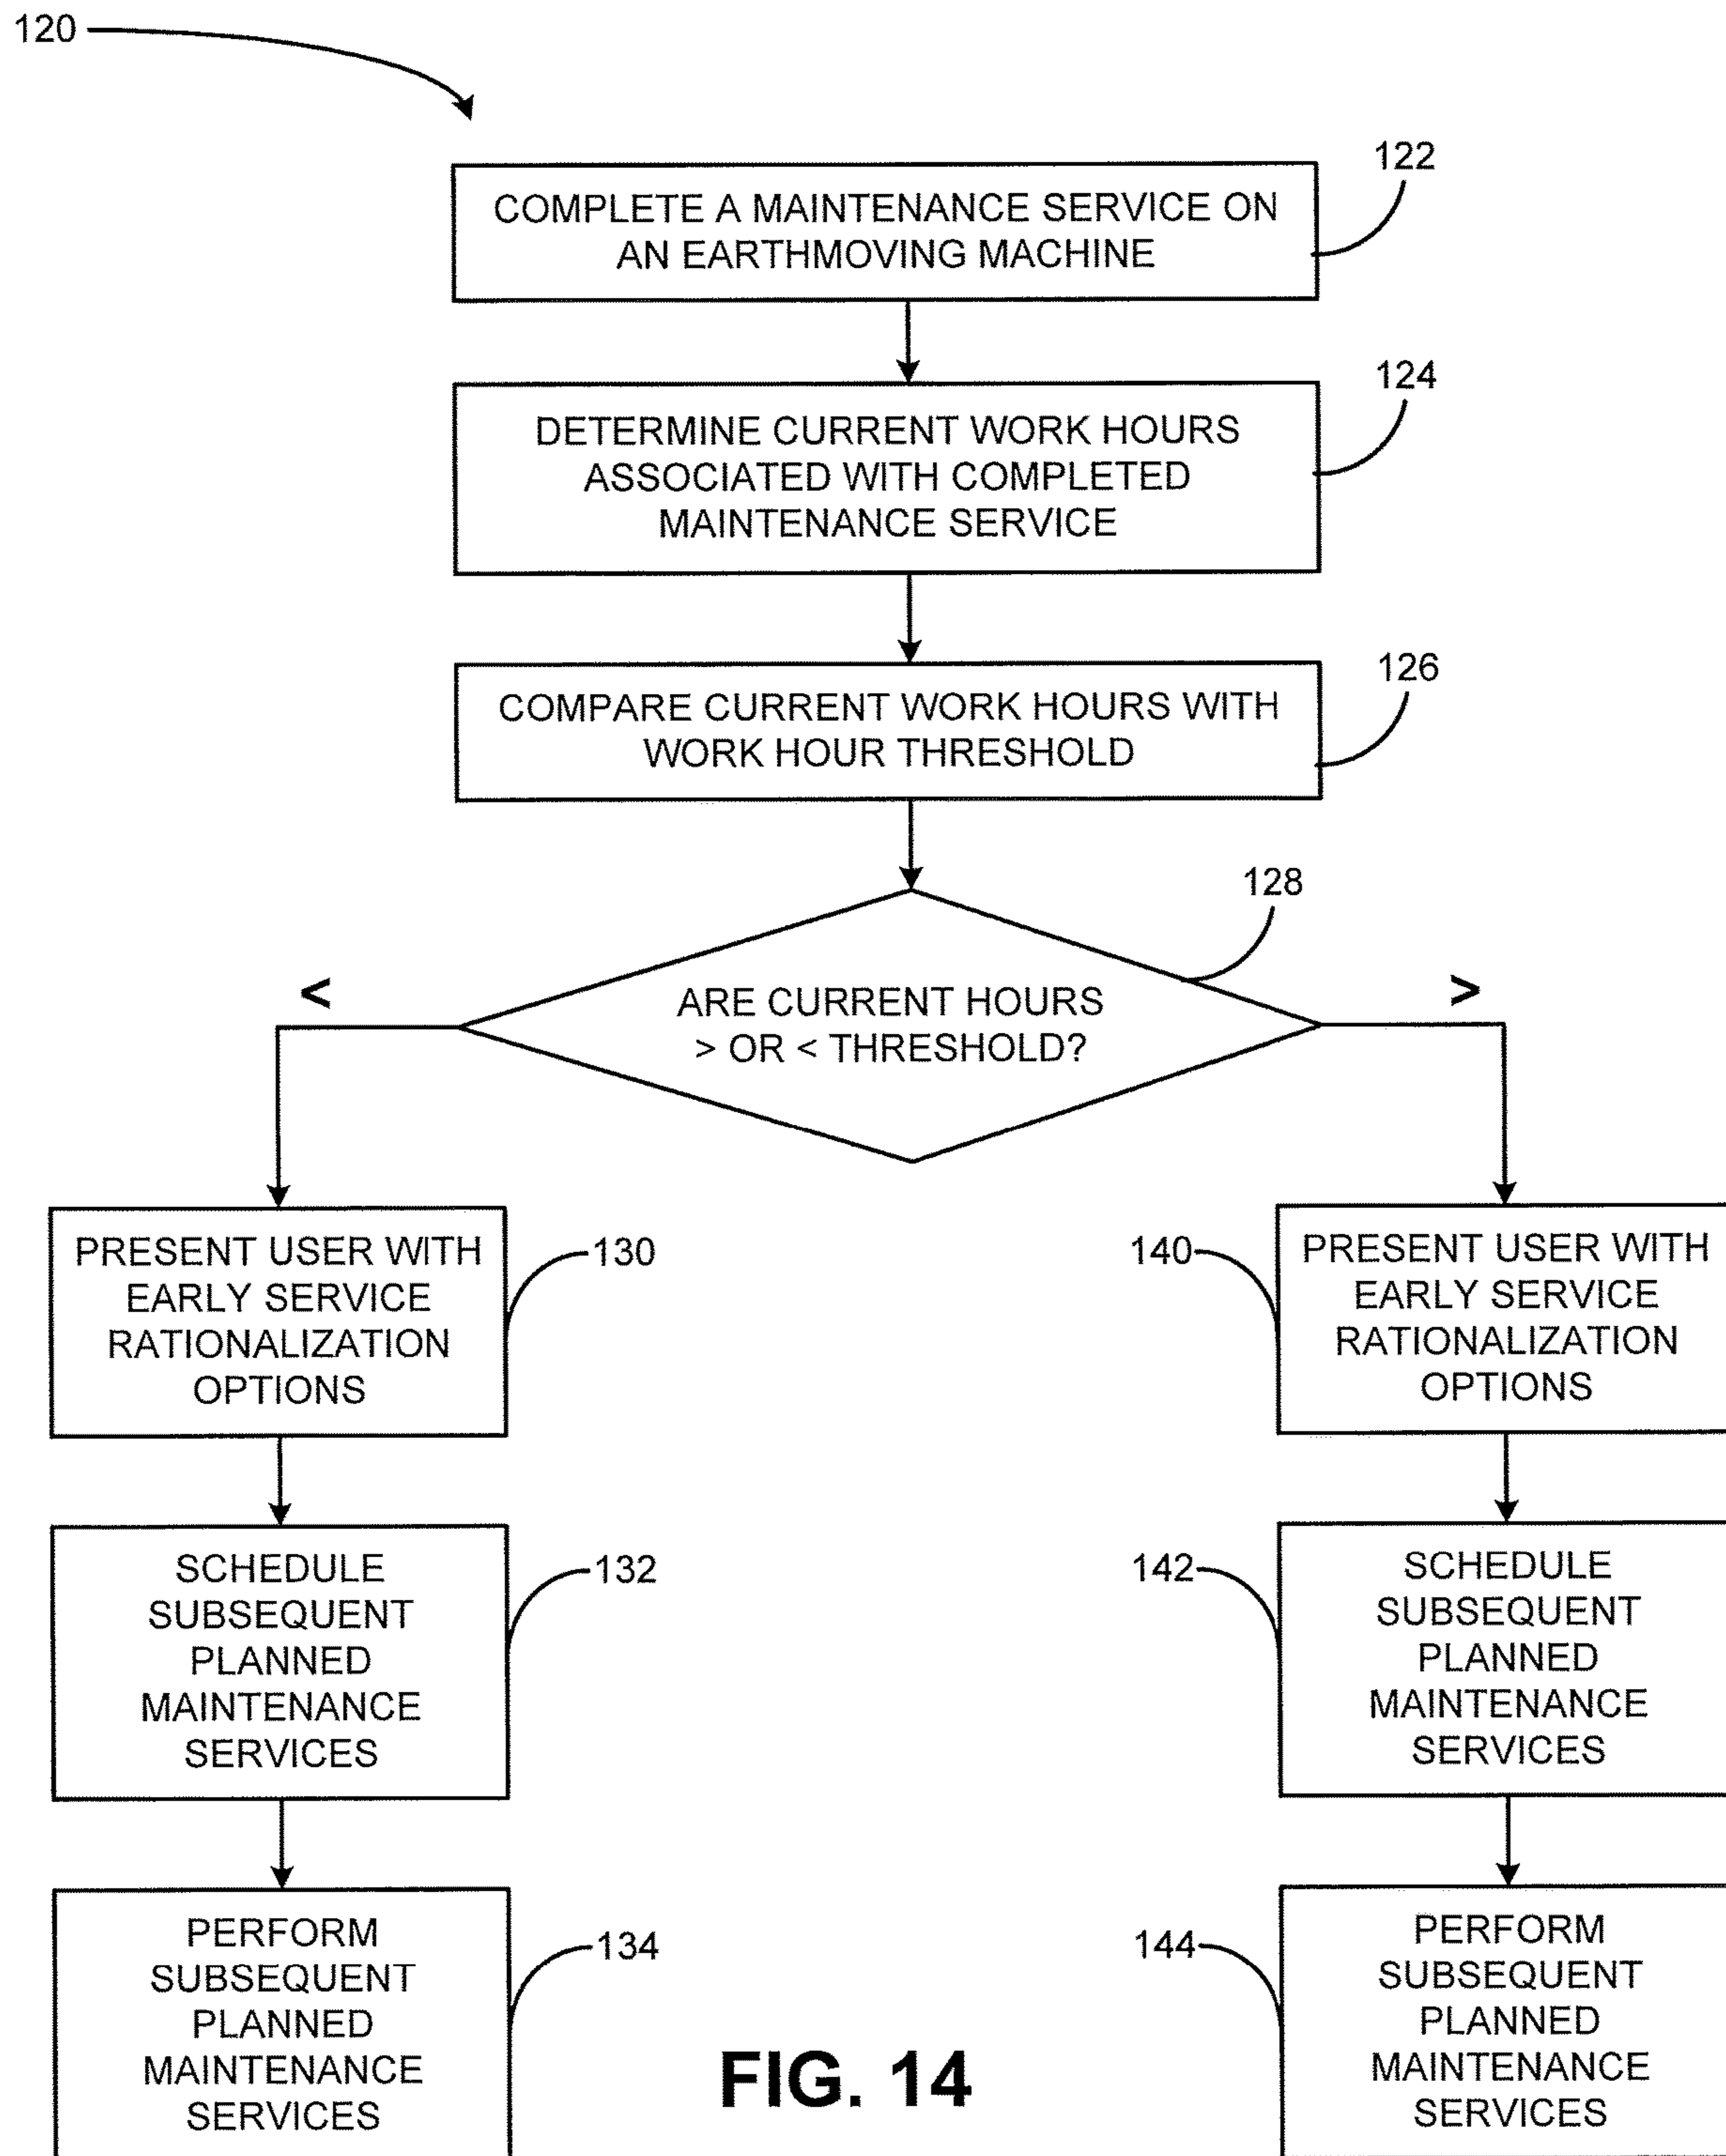 120
122
COMPLETE A MAINTENANCE SERVICE ON
AN EARTHMOVING MACHINE
124
DETERMINE CURRENT WORK HOURS
ASSOCIATED WITH COMPLETED
MAINTENANCE SERVICE
126
COMPARE CURRENT WORK HOURS WITH
WORK HOUR THRESHOLD
128
<
>
ARE CURRENT HOURS
> OR < THRESHOLD?
PRESENT USER WITH
EARLY SERVICE
RATIONALIZATION
OPTIONS
130
140
PRESENT USER WITH
EARLY SERVICE
RATIONALIZATION
OPTIONS
SCHEDULE
SUBSEQUENT
PLANNED
MAINTENANCE
SERVICES
132
142
SCHEDULE
SUBSEQUENT
PLANNED
MAINTENANCE
SERVICES
PERFORM
SUBSEQUENT
PLANNED
MAINTENANCE
SERVICES
134
144
PERFORM
SUBSEQUENT
PLANNED
MAINTENANCE
SERVICES
FIG. 14